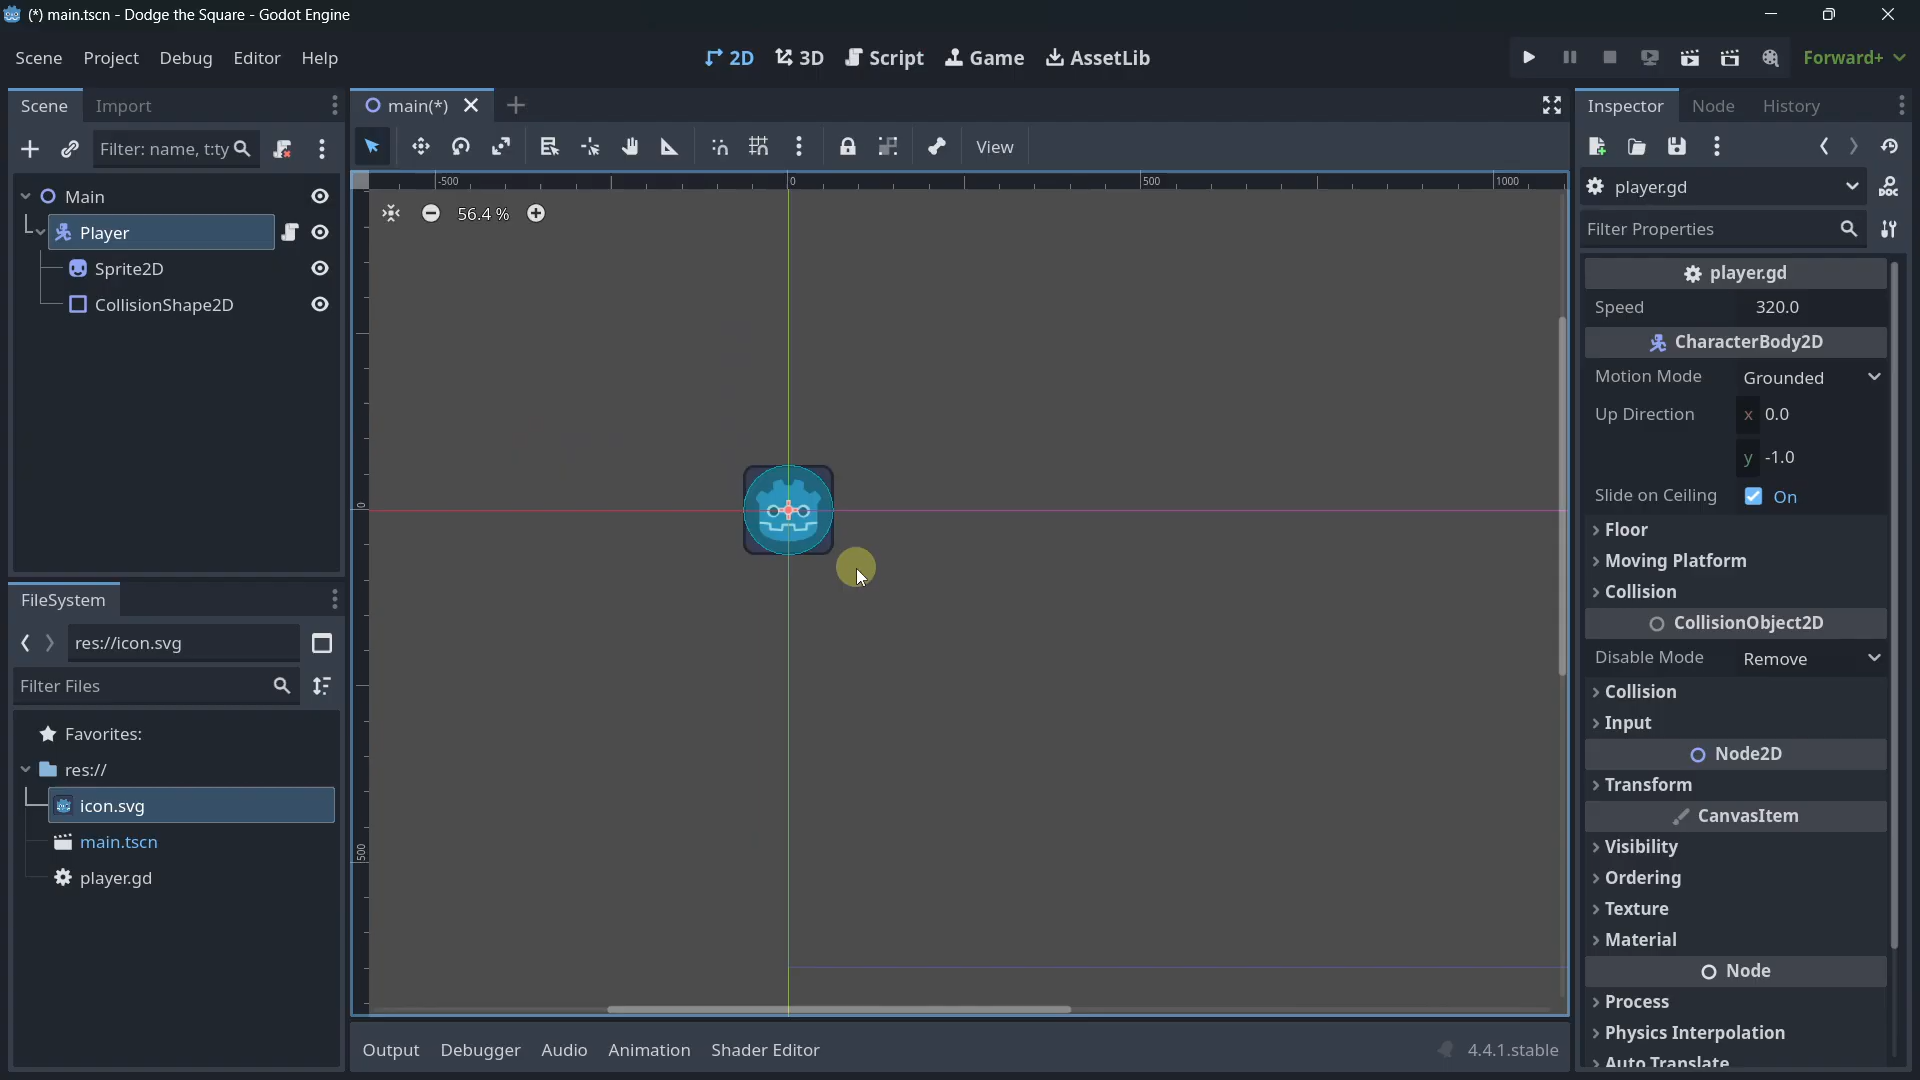 (*) main.tscn - Dodge the Square - Godot Engine
Scene Project Debug Editor Help
2D 3D Script Game AssetLib
Forward+
Scene Import
main(*)
Inspector Node History
Filter: name, t:ty
View
Main
Player
Sprite2D
CollisionShape2D
-500 0 500 1000
56.4 %
0
500
player.gd
Filter Properties
player.gd
Speed 320.0
CharacterBody2D
Motion Mode Grounded
Up Direction x 0.0
y -1.0
Slide on Ceiling On
Floor
Moving Platform
Collision
CollisionObject2D
Disable Mode Remove
Collision
Input
Node2D
Transform
CanvasItem
Visibility
Ordering
Texture
Material
Node
Process
Physics Interpolation
Auto Translate
FileSystem
res://icon.svg
Filter Files
Favorites:
res://
icon.svg
main.tscn
player.gd
Output Debugger Audio Animation Shader Editor
4.4.1.stable